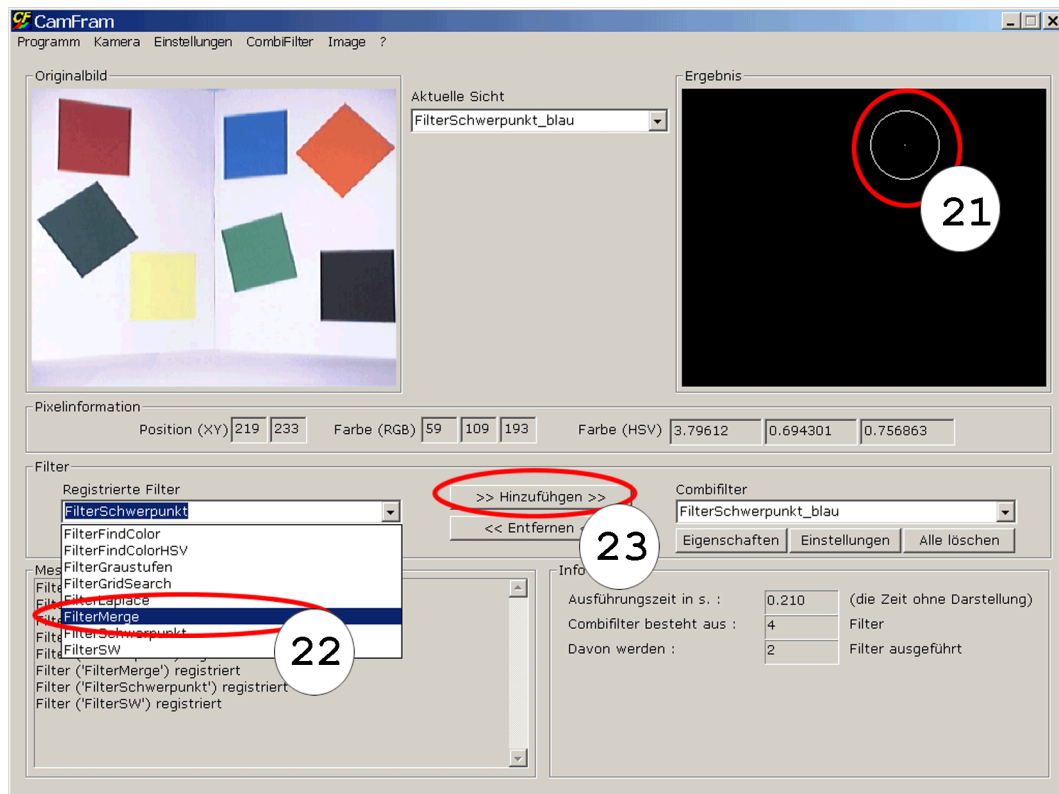 CamFram
Programm Kamera Einstellungen CombiFilter Image ?
Originalbild
Aktuelle Sicht
FilterSchwerpunkt_blau
Ergebnis
21
Pixelinformation
Position (XY) 219 233 Farbe (RGB) 59 109 193 Farbe (HSV) 3.79612 0.694301 0.756863
Filter
Registrierte Filter
FilterSchwerpunkt
FilterFindColor
FilterFindColorHSV
FilterGraustufen
FilterGridSearch
FilterLaplace
FilterMerge
FilterSchwerpunkt
FilterSW
22
>> Hinzufühgen >>
<< Entfernen
23
Combifilter
FilterSchwerpunkt_blau
Eigenschaften Einstellungen Alle löschen
Filter ('FilterMerge') registriert
Filter ('FilterSchwerpunkt') registriert
Filter ('FilterSW') registriert
Info
Ausführungszeit in s. : 0.210 (die Zeit ohne Darstellung)
Combifilter besteht aus : 4 Filter
Davon werden : 2 Filter ausgeführt